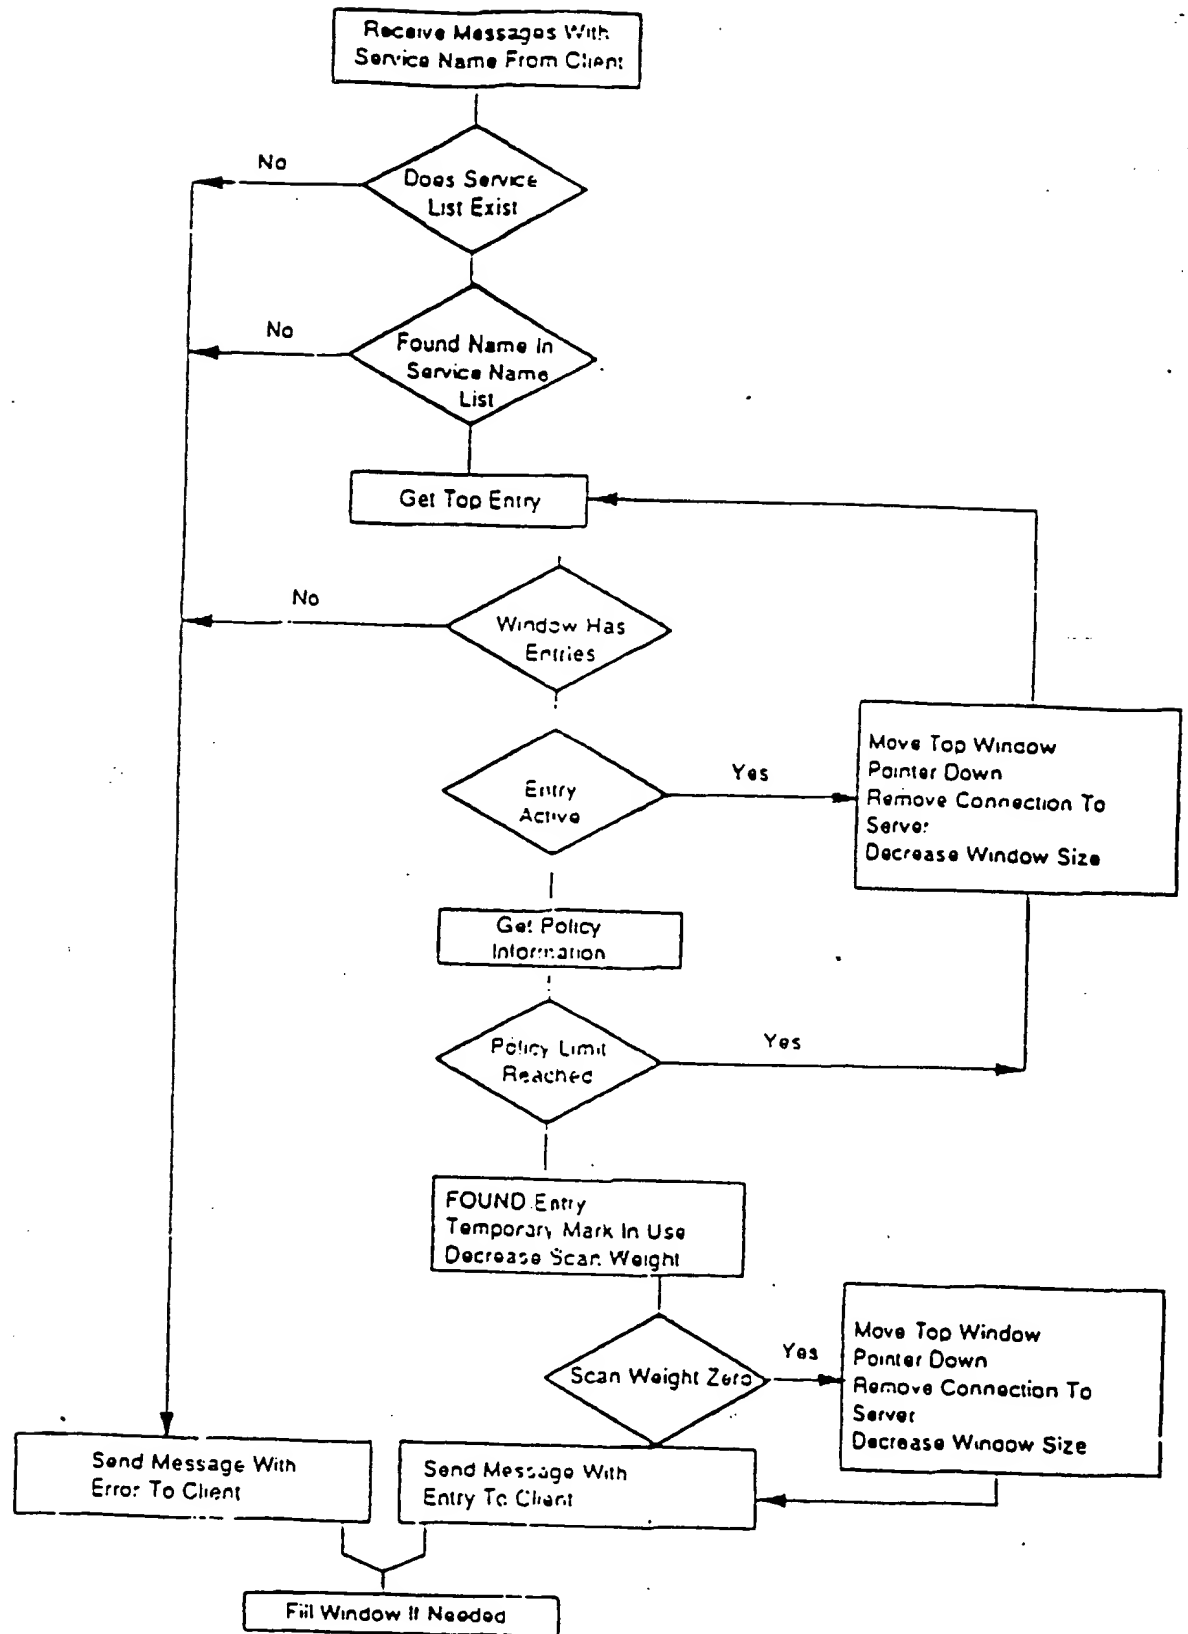 Receive Messages With
Service Name From Client
No
Does Service
List Exist
No
Found Name In
Service Name
List
Get Top Entry
No
Window Has
Entries
Entry
Active
Yes
Move Top Window
Pointer Down
Remove Connection To
Server
Decrease Window Size
Get Policy
Information
Policy Limit
Reached
Yes
FOUND Entry
Temporary Mark In Use
Decrease Scan Weight
Scan Weight Zero
Yes
Move Top Window
Pointer Down
Remove Connection To
Server
Decrease Window Size
Send Message With
Error To Client
Send Message With
Entry To Client
Fill Window If Needed